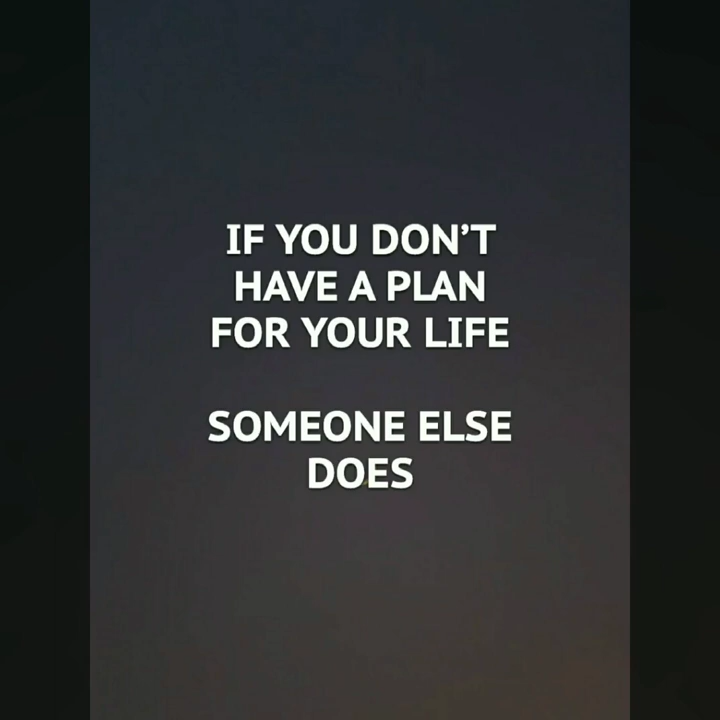 IF YOU DON’T
HAVE A PLAN
FOR YOUR LIFE
SOMEONE ELSE
DOES